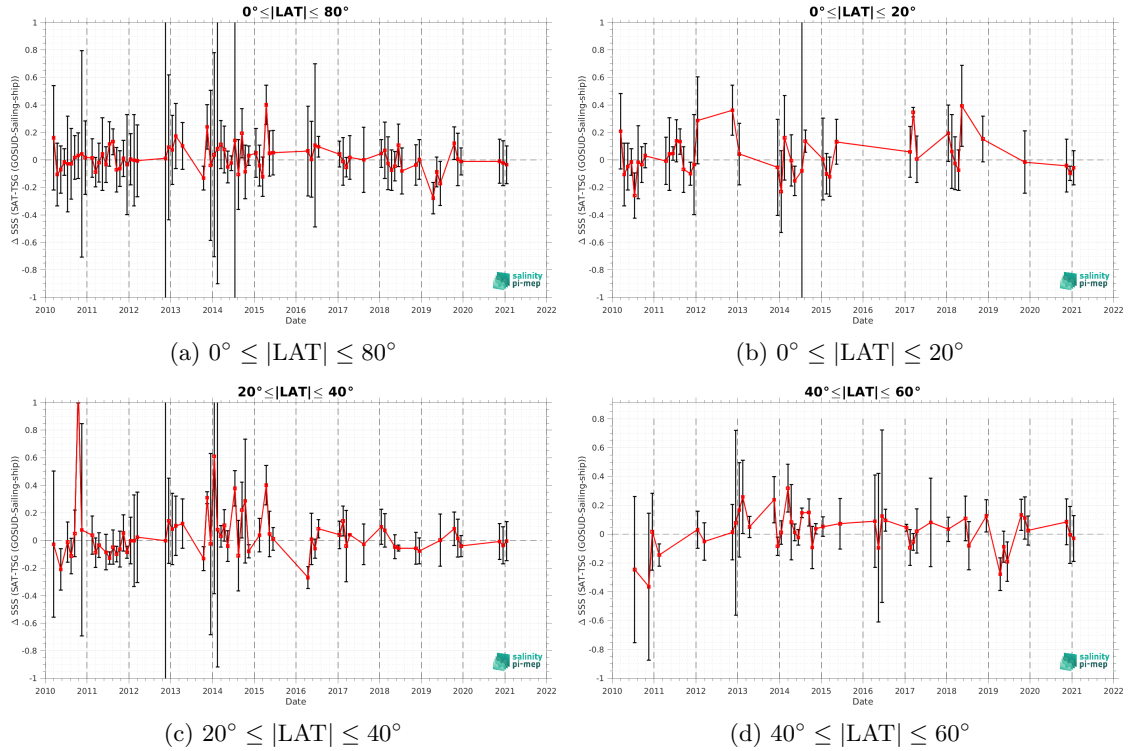 0°≤|LAT|≤ 80°
Δ SSS (SAT-TSG (GOSUD-Sailing-ship))
1
0.8
0.6
0.4
0.2
0
-0.2
-0.4
-0.6
-0.8
-1
2010 2011 2012 2013 2014 2015 2016 2017 2018 2019 2020 2021 2022
Date
salinity
pi-mep
(a) 0° ≤ |LAT| ≤ 80°
0°≤|LAT|≤ 20°
Δ SSS (SAT-TSG (GOSUD-Sailing-ship))
1
0.8
0.6
0.4
0.2
0
-0.2
-0.4
-0.6
-0.8
-1
2010 2011 2012 2013 2014 2015 2016 2017 2018 2019 2020 2021 2022
Date
salinity
pi-mep
(b) 0° ≤ |LAT| ≤ 20°
20°≤|LAT|≤ 40°
Δ SSS (SAT-TSG (GOSUD-Sailing-ship))
1
0.8
0.6
0.4
0.2
0
-0.2
-0.4
-0.6
-0.8
-1
2010 2011 2012 2013 2014 2015 2016 2017 2018 2019 2020 2021 2022
Date
salinity
pi-mep
(c) 20° ≤ |LAT| ≤ 40°
40°≤|LAT|≤ 60°
Δ SSS (SAT-TSG (GOSUD-Sailing-ship))
0.8
0.6
0.4
0.2
0
-0.2
-0.4
-0.6
-0.8
-1
2010 2011 2012 2013 2014 2015 2016 2017 2018 2019 2020 2021 2022
Date
salinity
pi-mep
(d) 40° ≤ |LAT| ≤ 60°